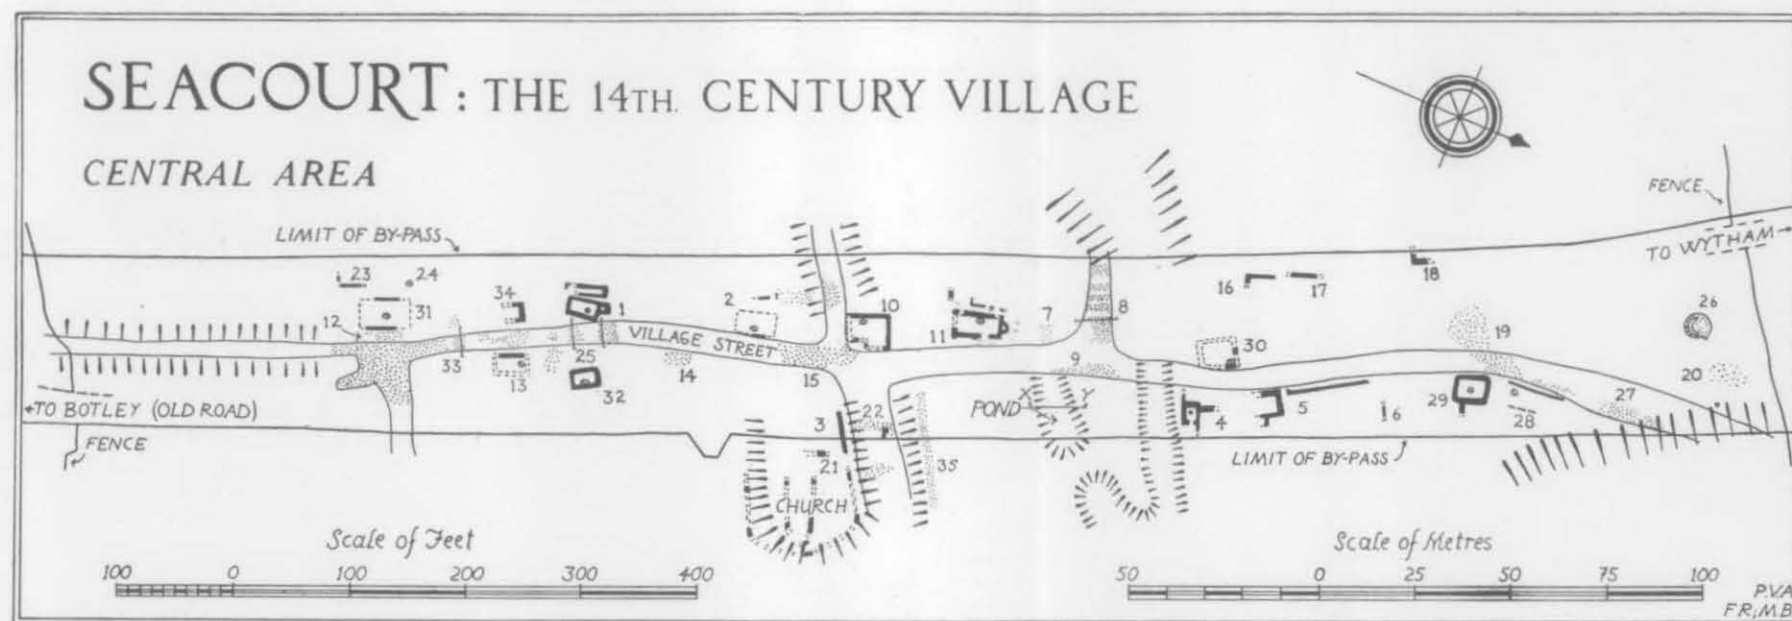 SEACOURT: THE 14TH. CENTURY VILLAGE
CENTRAL AREA
FENCE
LIMIT OF BY-PASS
TO WYTHAM
23
24
18
34
16
17
2
10
31
1
26
12
11
7
8
19
VILLAGE STREET
33
25
14
15
9
30
13
20
32
TO BOTLEY (OLD ROAD)
POND
5
6
29
27
3
22
4
28
FENCE
21
35
LIMIT OF BY-PASS
CHURCH
Scale of Feet
Scale of Metres
100 0 100 200 300 400
50 0 25 50 75 100
P.V.A
F.R; M.B